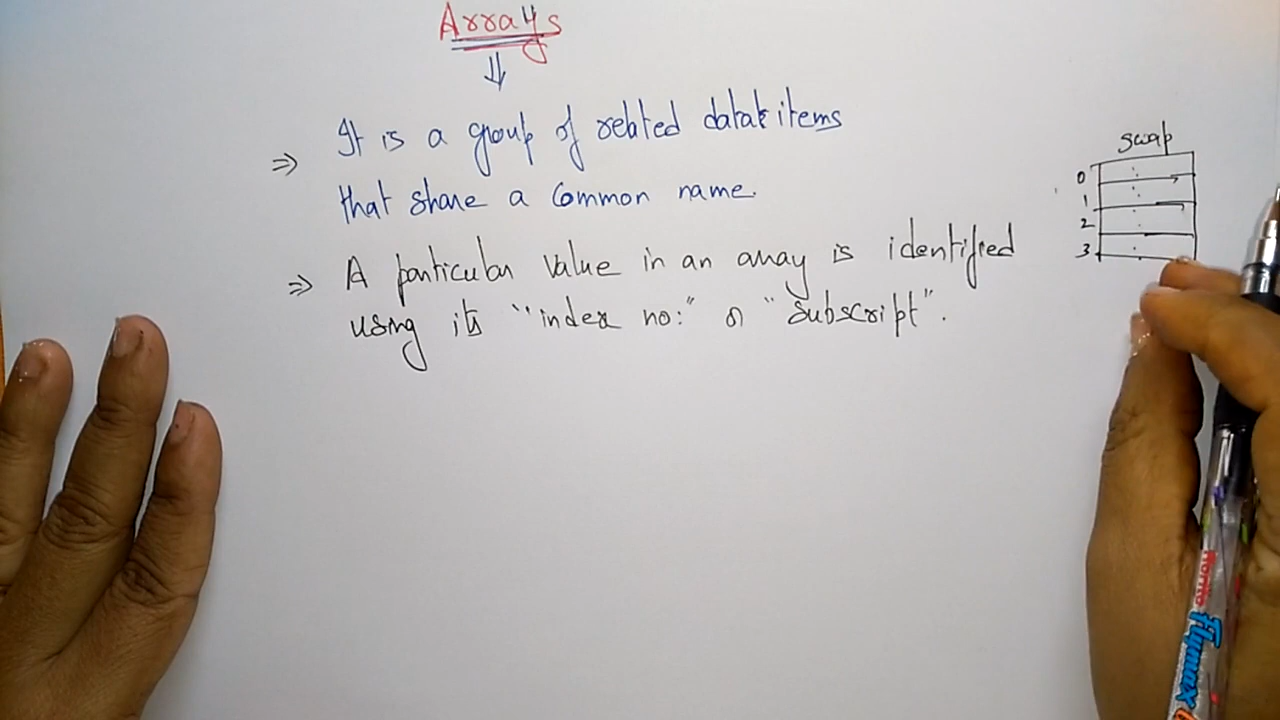 Arrays
⇒ It is a group of related data items
that share a common name.
⇒ A particular value in an array is identified
using its "index no:" or "subscript".
swap
0
1
2
3
Flymax